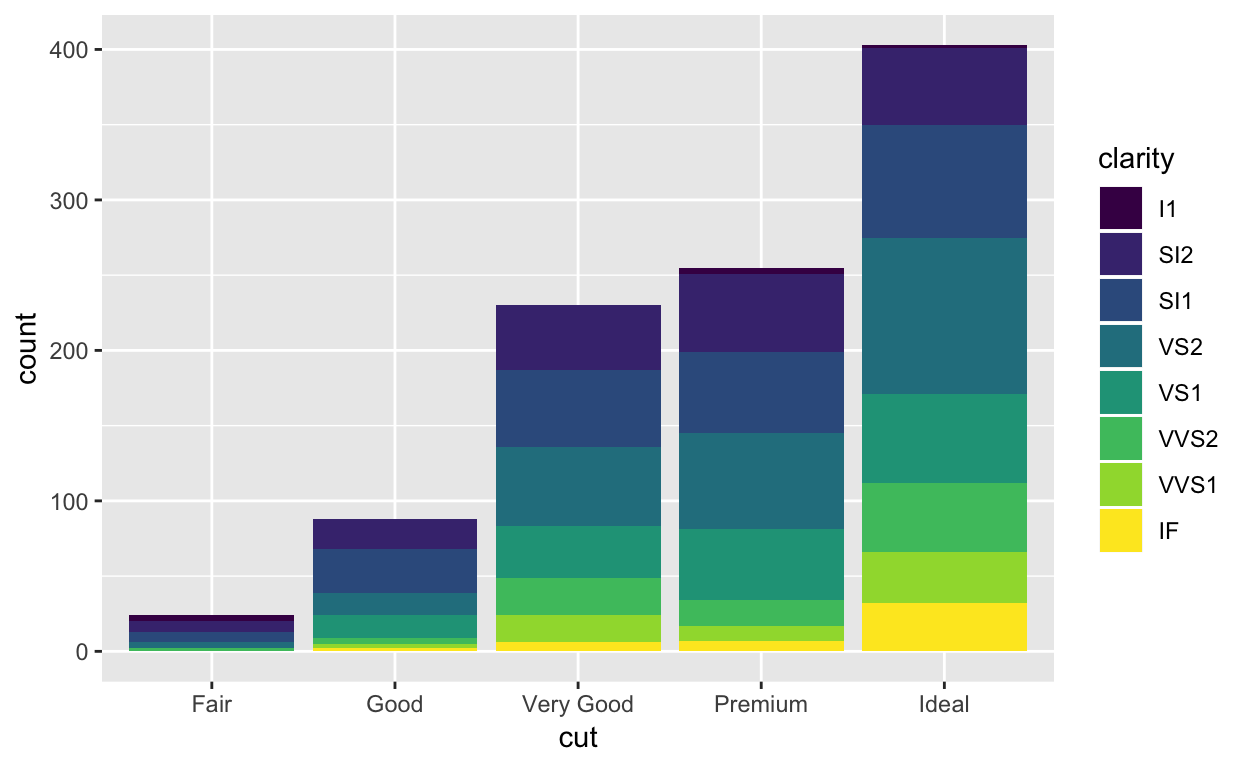 400
300
200
100
0
count
Fair
Good
Very Good
Premium
Ideal
cut
clarity
I1
SI2
SI1
VS2
VS1
VVS2
VVS1
IF